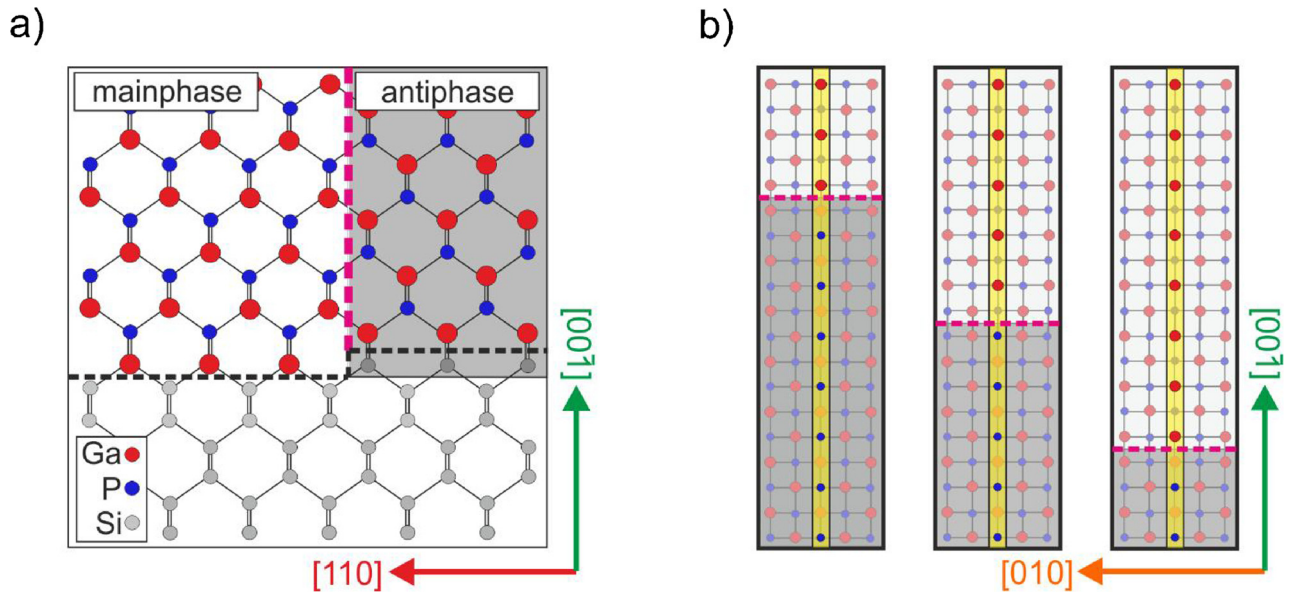 a)
b)
mainphase
antiphase
Ga
P
Si
[001̄]
[110]
[001̄]
[010]